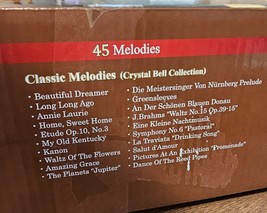 45 Melodies
Classic Melodies (Crystal Bell Collection)
• Beautiful Dreamer
• Long Long Ago
• Annie Laurie
• Home, Sweet Home
• Etude Op.10, No.3
• My Old Kentucky
• Kanon
• Waltz Of The Flowers
• Amazing Grace
• The Planets "Jupiter"
• Die Meistersinger Von Nürnberg Prelude
• Greensleeves
• An Der Schönen Blauen Donau
• J.Brahms "Waltz No.15 Op.39-15"
• Eine Kleine Nachtmusik
• Symphony No.6 "Pastoral"
• La Traviata "Drinking Song"
• Salut d'Amour
• Pictures At An Exhibition "Promenade"
• Dance Of The Reed Pipes